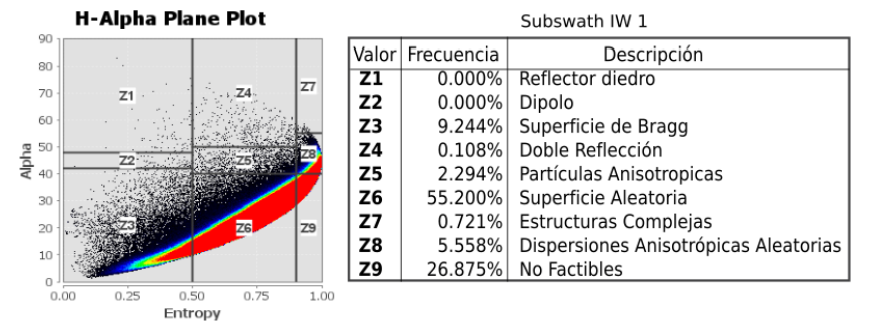 H-Alpha Plane Plot
90
80
70
60
50
40
30
20
10
0
Alpha
Z1
Z4
Z7
Z2
Z5
Z8
Z3
Z6
Z9
0.00 0.25 0.50 0.75 1.00
Entropy
Subswath IW 1
Valor Frecuencia Descripción
Z1 0.000% Reflector diedro
Z2 0.000% Dipolo
Z3 9.244% Superficie de Bragg
Z4 0.108% Doble Reflección
Z5 2.294% Partículas Anisotropicas
Z6 55.200% Superficie Aleatoria
Z7 0.721% Estructuras Complejas
Z8 5.558% Dispersiones Anisotrópicas Aleatorias
Z9 26.875% No Factibles